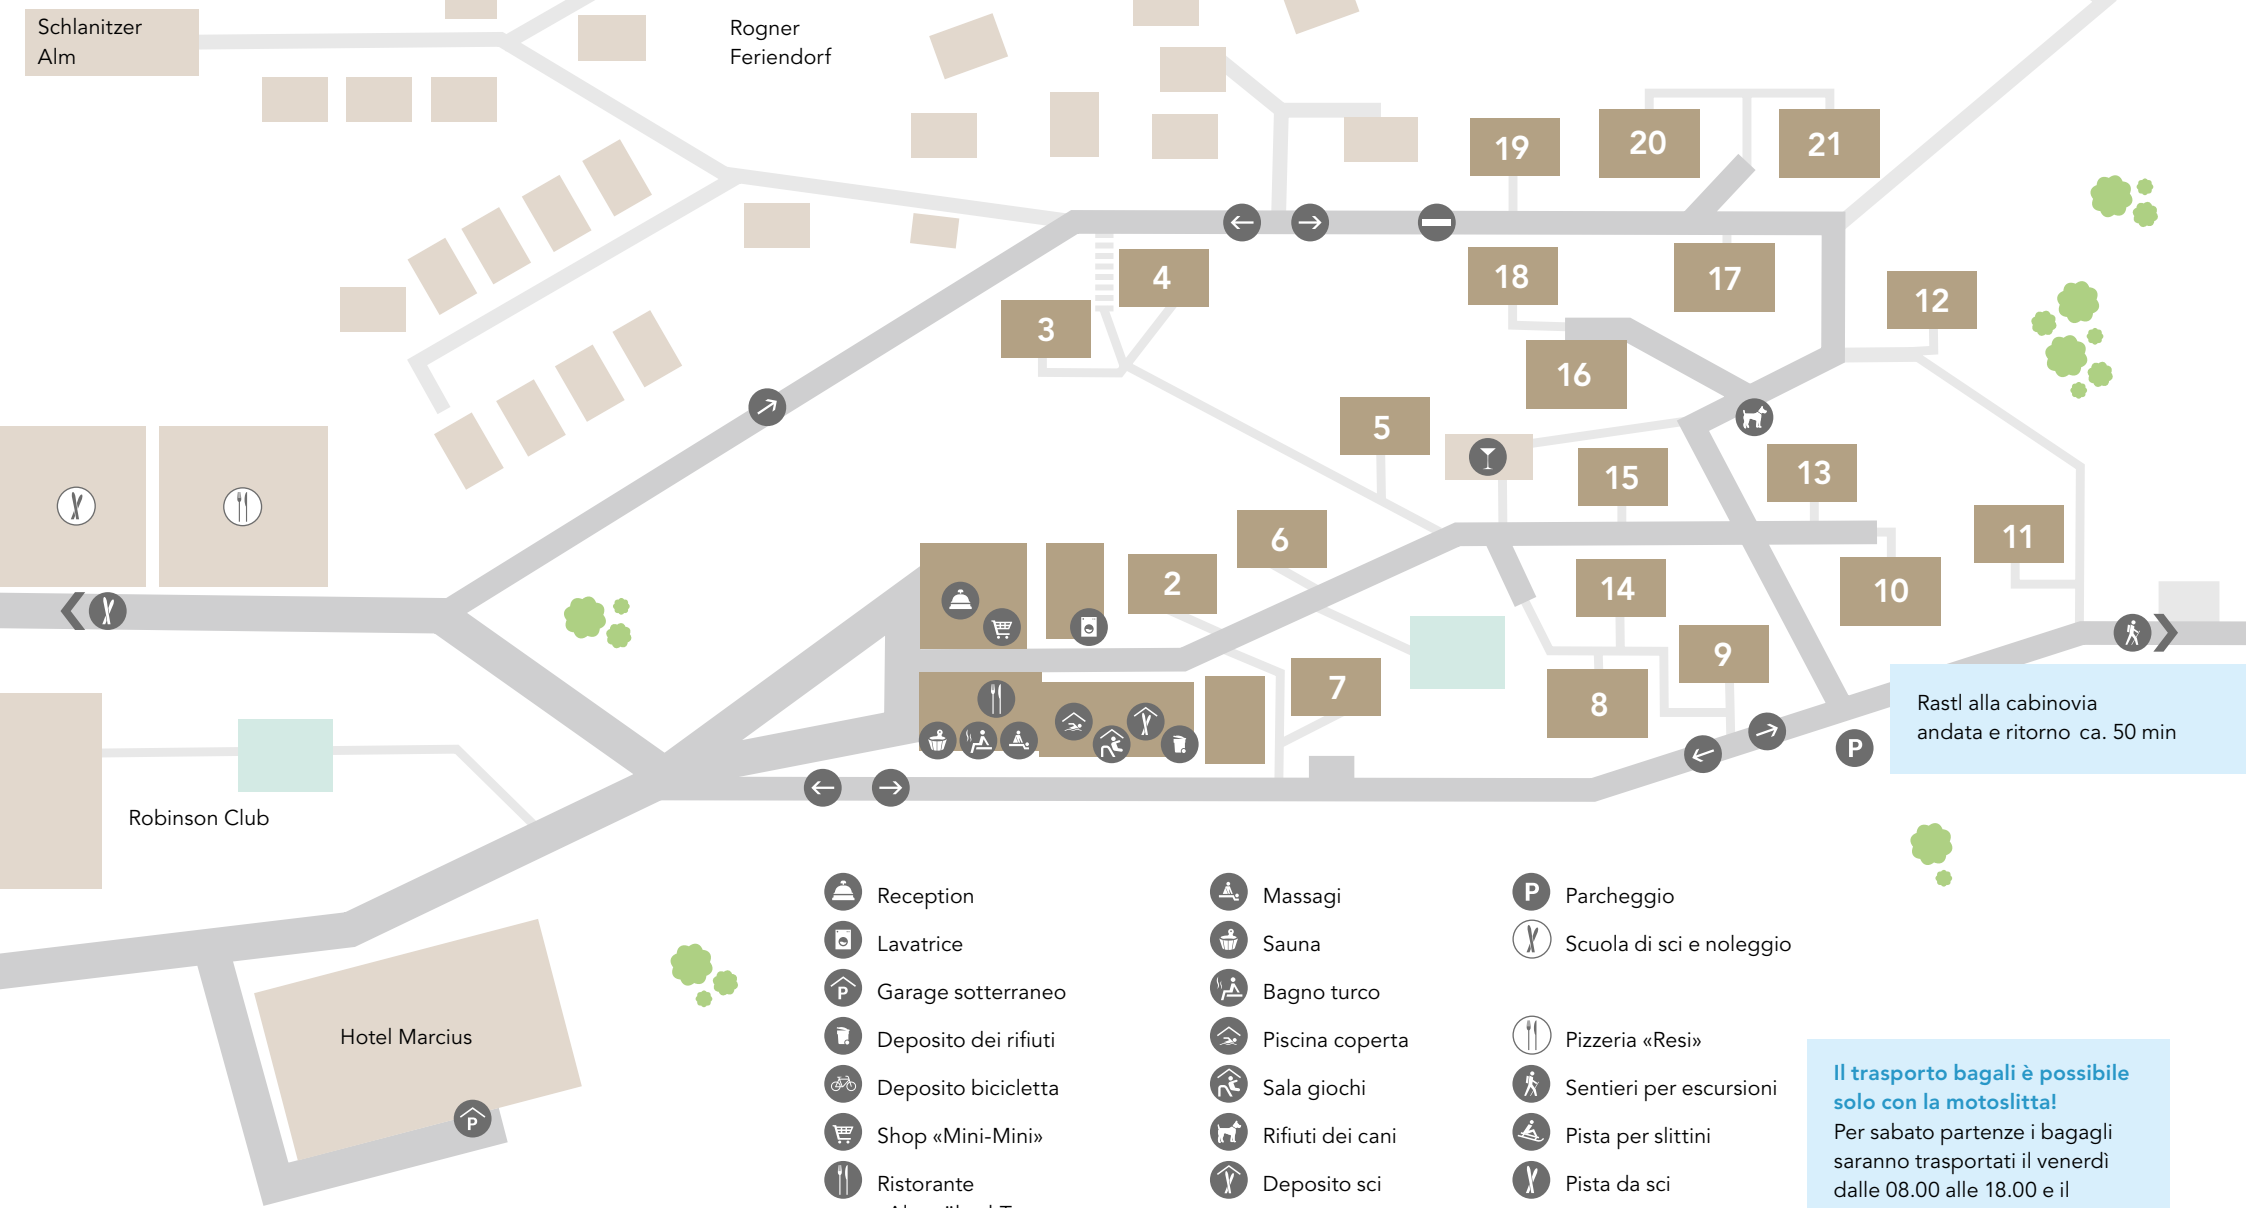 Schlanitzer
Alm
Rogner
Feriendorf
19
20
21
4
18
17
12
3
16
5
15
13
6
11
2
14
10
9
7
8
Rastl alla cabinovia
andata e ritorno ca. 50 min
P
Robinson Club
Hotel Marcius
P
Reception
Lavatrice
P Garage sotterraneo
Deposito dei rifiuti
Deposito bicicletta
Shop «Mini-Mini»
Ristorante
Massagi
Sauna
Bagno turco
Piscina coperta
Sala giochi
Rifiuti dei cani
Deposito sci
P Parcheggio
Scuola di sci e noleggio
Pizzeria «Resi»
Sentieri per escursioni
Pista per slittini
Pista da sci
Il trasporto bagali è possibile
solo con la motoslitta!
Per sabato partenze i bagagli
saranno trasportati il venerdì
dalle 08.00 alle 18.00 e il